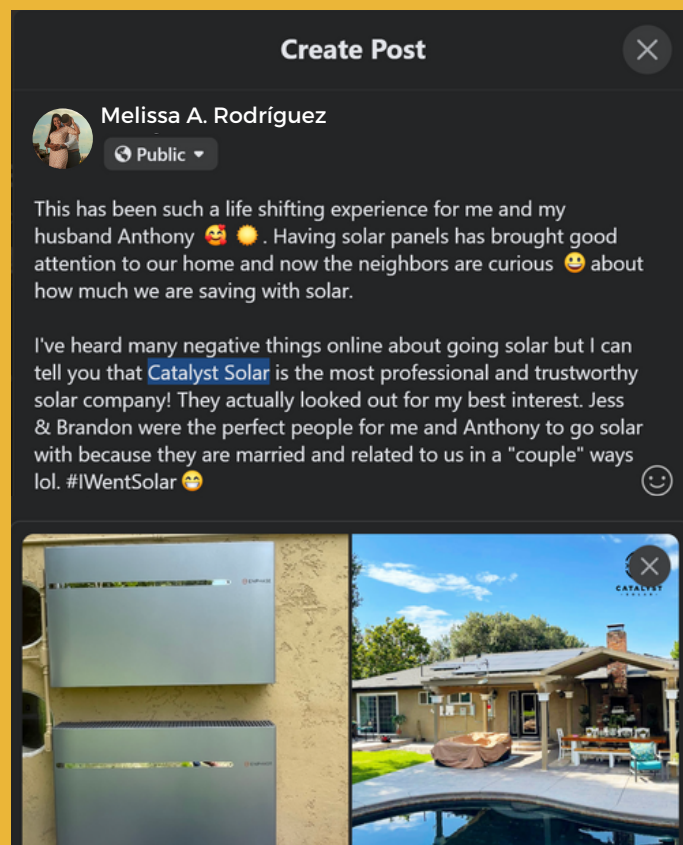 Create Post
Melissa A. Rodríguez
Public
This has been such a life shifting experience for me and my
husband Anthony 🥰 ☀️. Having solar panels has brought good
attention to our home and now the neighbors are curious 😀 about
how much we are saving with solar.
I've heard many negative things online about going solar but I can
tell you that Catalyst Solar is the most professional and trustworthy
solar company! They actually looked out for my best interest. Jess
& Brandon were the perfect people for me and Anthony to go solar
with because they are married and related to us in a "couple" ways
lol. #IWentSolar 😁
ENPHASE
ENPHASE
CATALYST
SOLAR